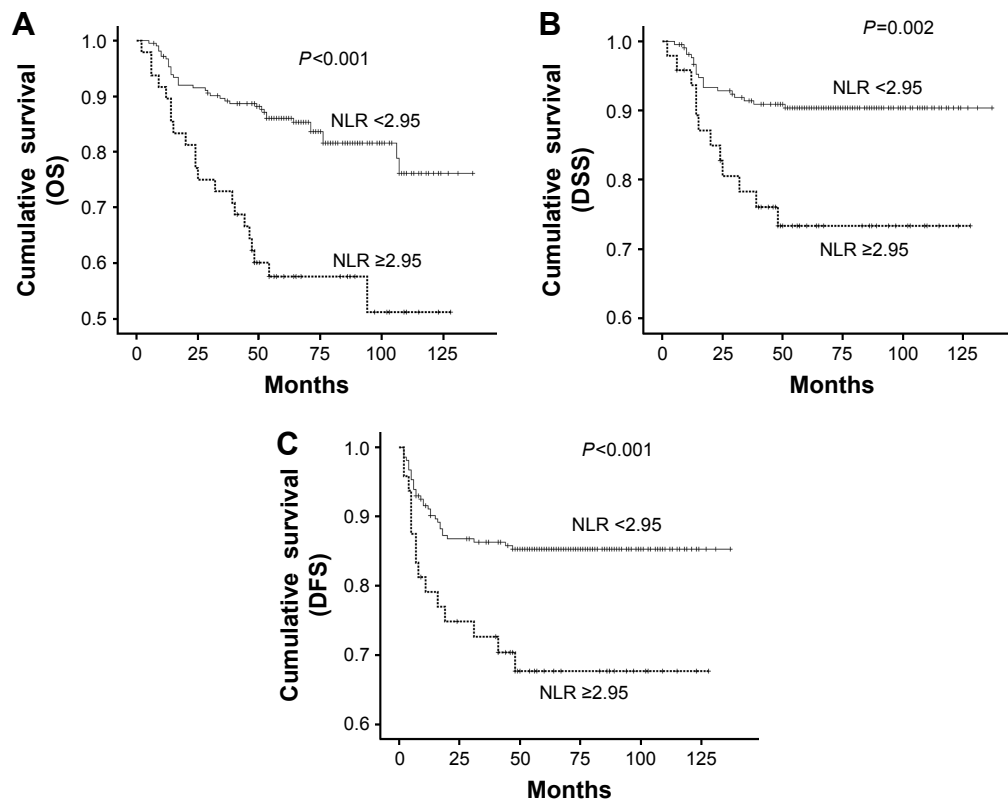 A
Cumulative survival
(OS)
1.0
0.9
0.8
0.7
0.6
0.5
P<0.001
NLR <2.95
NLR ≥2.95
0 25 50 75 100 125
Months
B
Cumulative survival
(DSS)
1.0
0.9
0.8
0.7
0.6
P=0.002
NLR <2.95
NLR ≥2.95
0 25 50 75 100 125
Months
C
Cumulative survival
(DFS)
1.0
0.9
0.8
0.7
0.6
P<0.001
NLR <2.95
NLR ≥2.95
0 25 50 75 100 125
Months